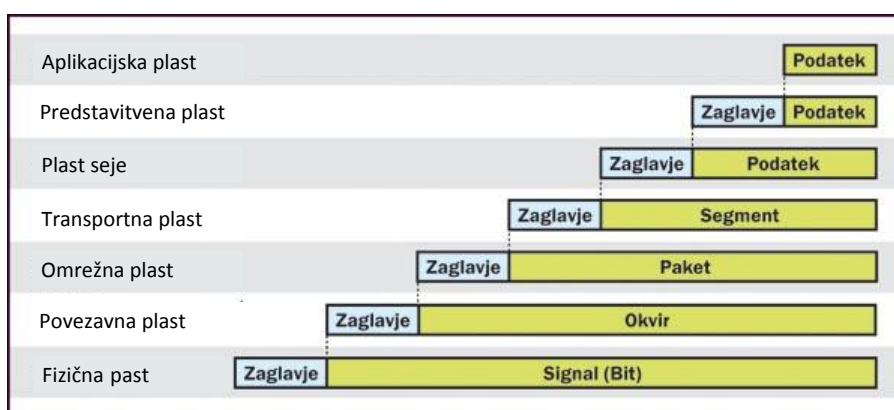 Aplikacijska plast Podatek
Predstavitvena plast Zaglavje Podatek
Plast seje Zaglavje Podatek
Transportna plast Zaglavje Segment
Omrežna plast Zaglavje Paket
Povezavna plast Zaglavje Okvir
Fizična past Zaglavje Signal (Bit)